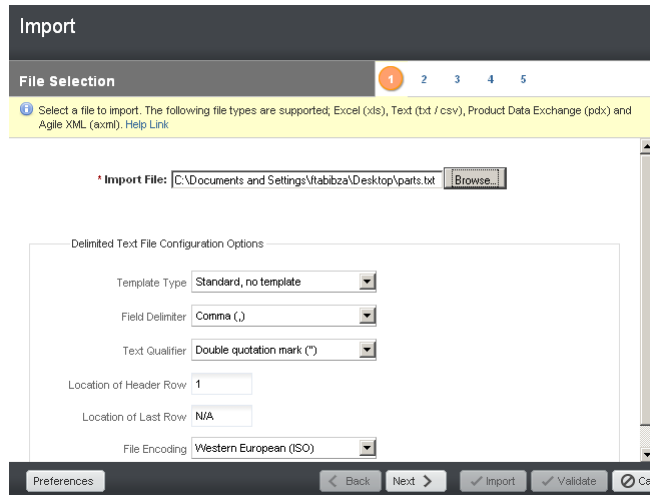 Import
File Selection 1 2 3 4 5
Select a file to import. The following file types are supported; Excel (xls), Text (txt / csv), Product Data Exchange (pdx) and
Agile XML (axml). Help Link
* Import File: C:\Documents and Settings\ftabibza\Desktop\parts.txt Browse...
Delimited Text File Configuration Options
Template Type Standard, no template
Field Delimiter Comma (,)
Text Qualifier Double quotation mark (")
Location of Header Row 1
Location of Last Row N/A
File Encoding Western European (ISO)
Preferences < Back Next > Import Validate Ca